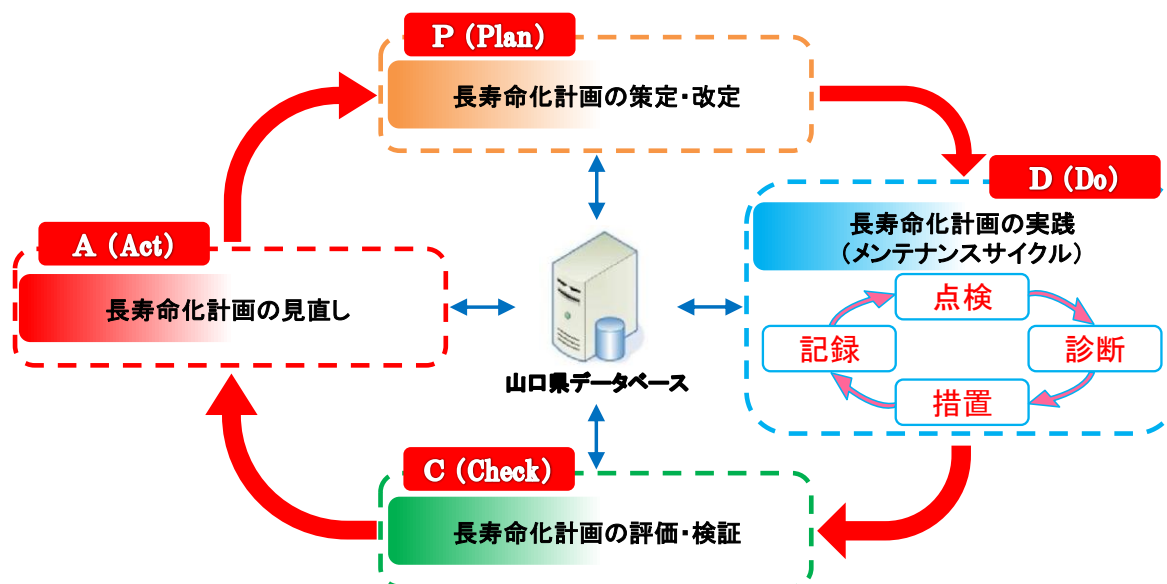 P（Plan）
長寿命化計画の策定・改定
D（Do）
長寿命化計画の実践
（メンテナンスサイクル）
点検
診断
措置
記録
C（Check）
長寿命化計画の評価・検証
A（Act）
長寿命化計画の見直し
山口県データベース